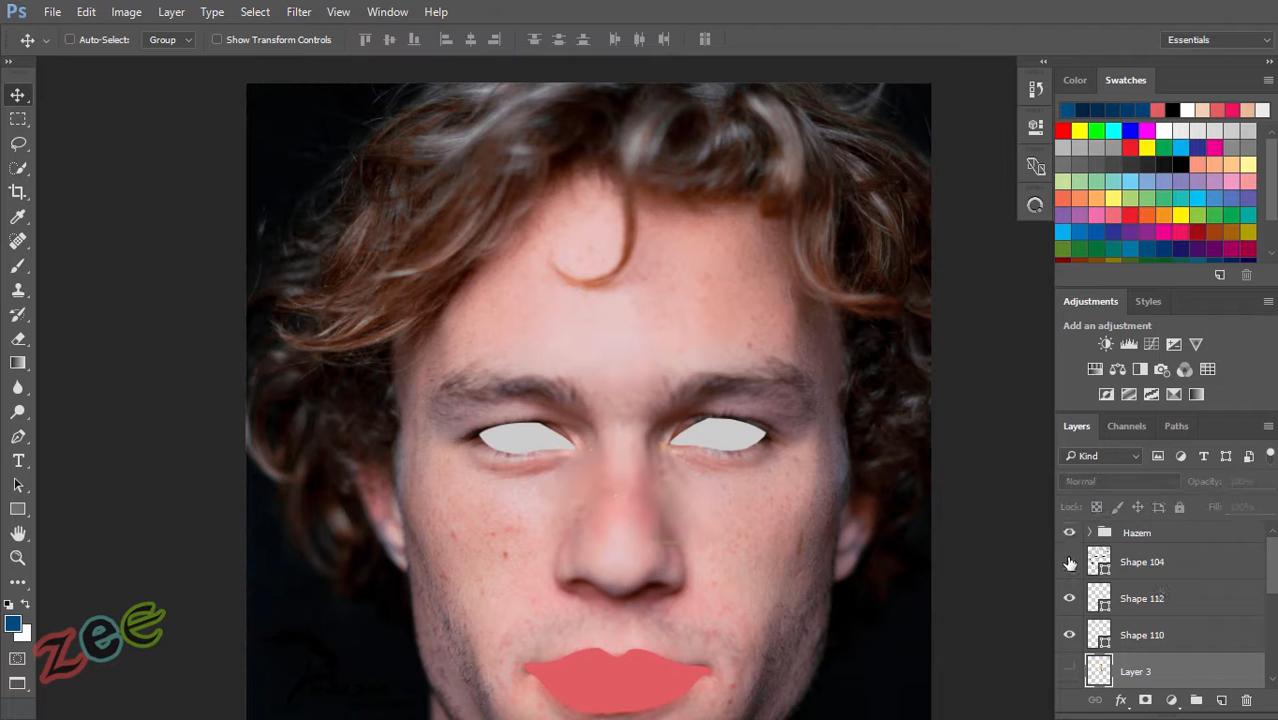 Ps File Edit Image Layer Type Select Filter View Window Help
Auto-Select: Group Show Transform Controls Essentials
Color Swatches
Adjustments Styles
Add an adjustment
Layers Channels Paths
Kind
Normal Opacity: 100%
Lock: Fill: 100%
Hazem
Shape 104
Shape 112
Shape 110
Layer 3
zee